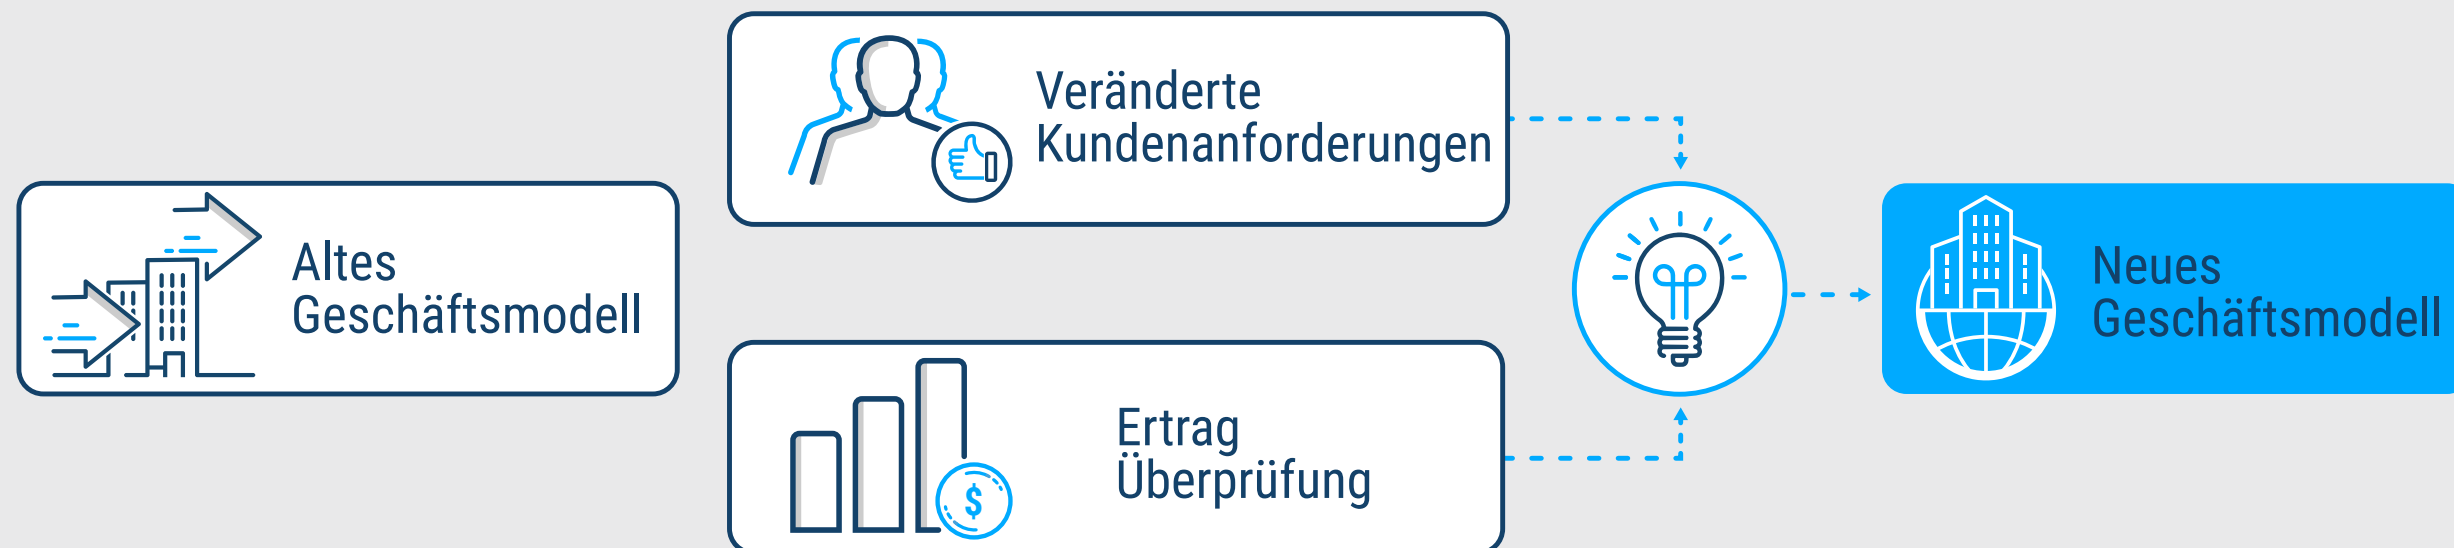 Altes
Geschäftsmodell
Veränderte
Kundenanforderungen
Ertrag
Überprüfung
$
Neues
Geschäftsmodell